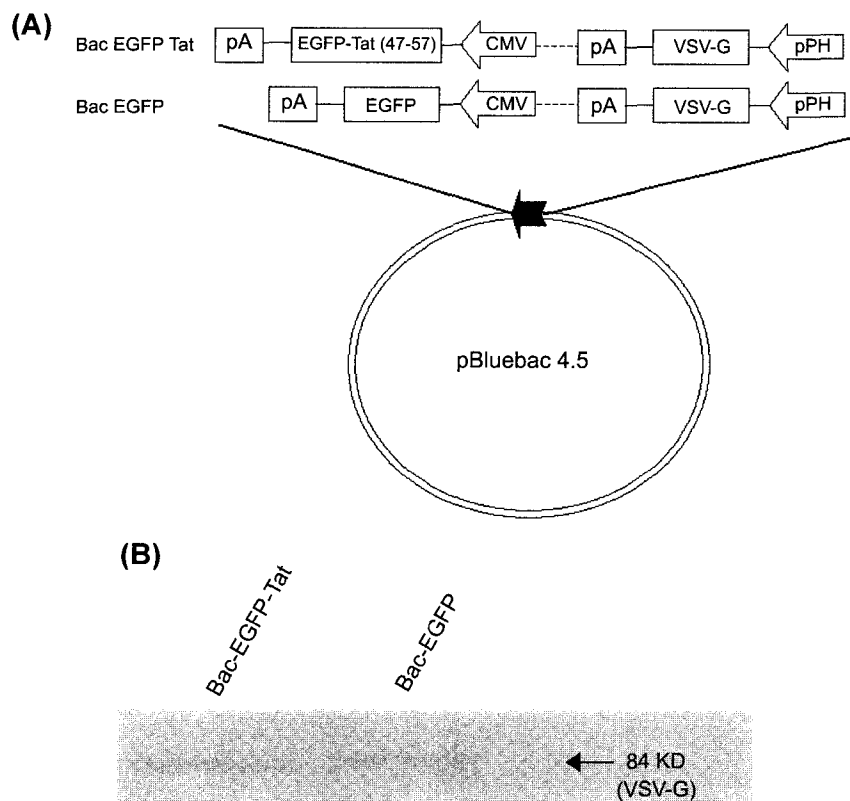 (A)
Bac EGFP Tat pA EGFP-Tat (47-57) CMV pA VSV-G pPH
Bac EGFP pA EGFP CMV pA VSV-G pPH
pBluebac 4.5
(B)
Bac-EGFP-Tat
Bac-EGFP
84 KD
(VSV-G)